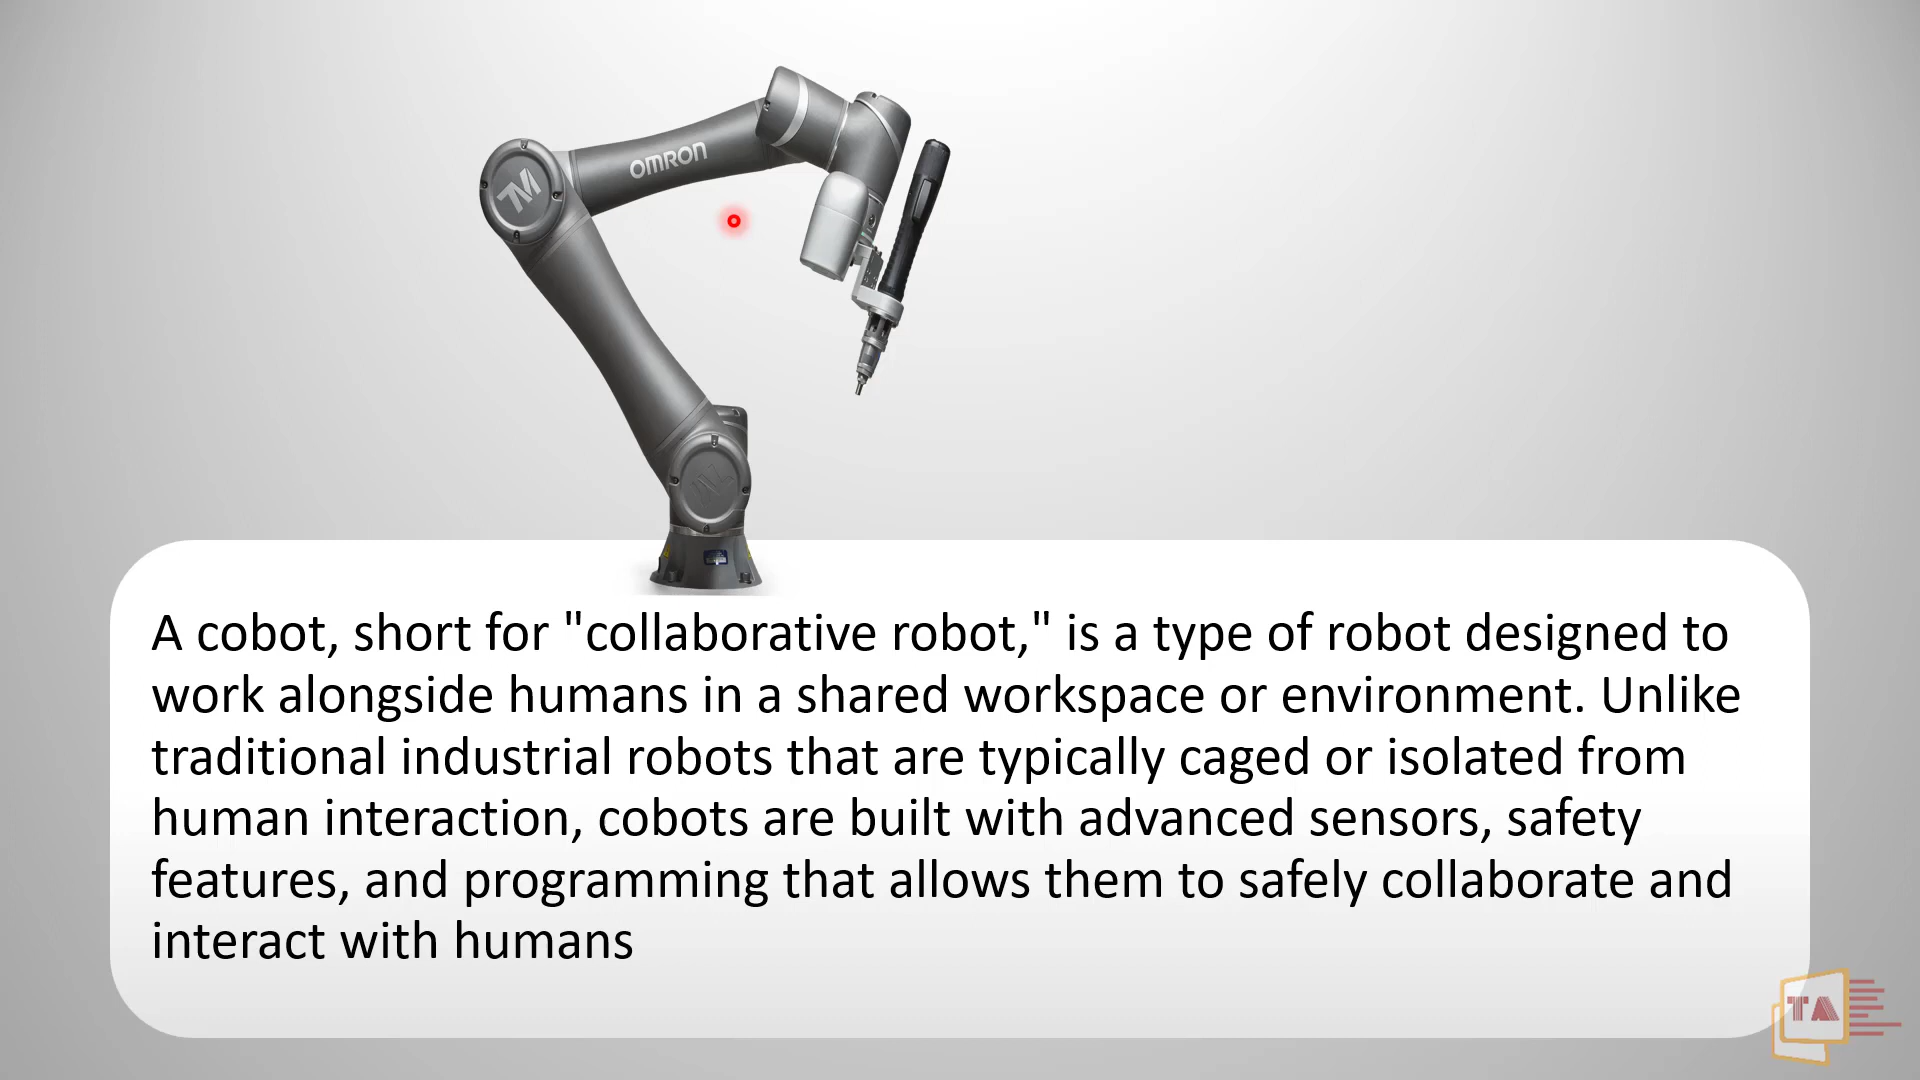 OMRON
TM
A cobot, short for "collaborative robot," is a type of robot designed to
work alongside humans in a shared workspace or environment. Unlike
traditional industrial robots that are typically caged or isolated from
human interaction, cobots are built with advanced sensors, safety
features, and programming that allows them to safely collaborate and
interact with humans
TA